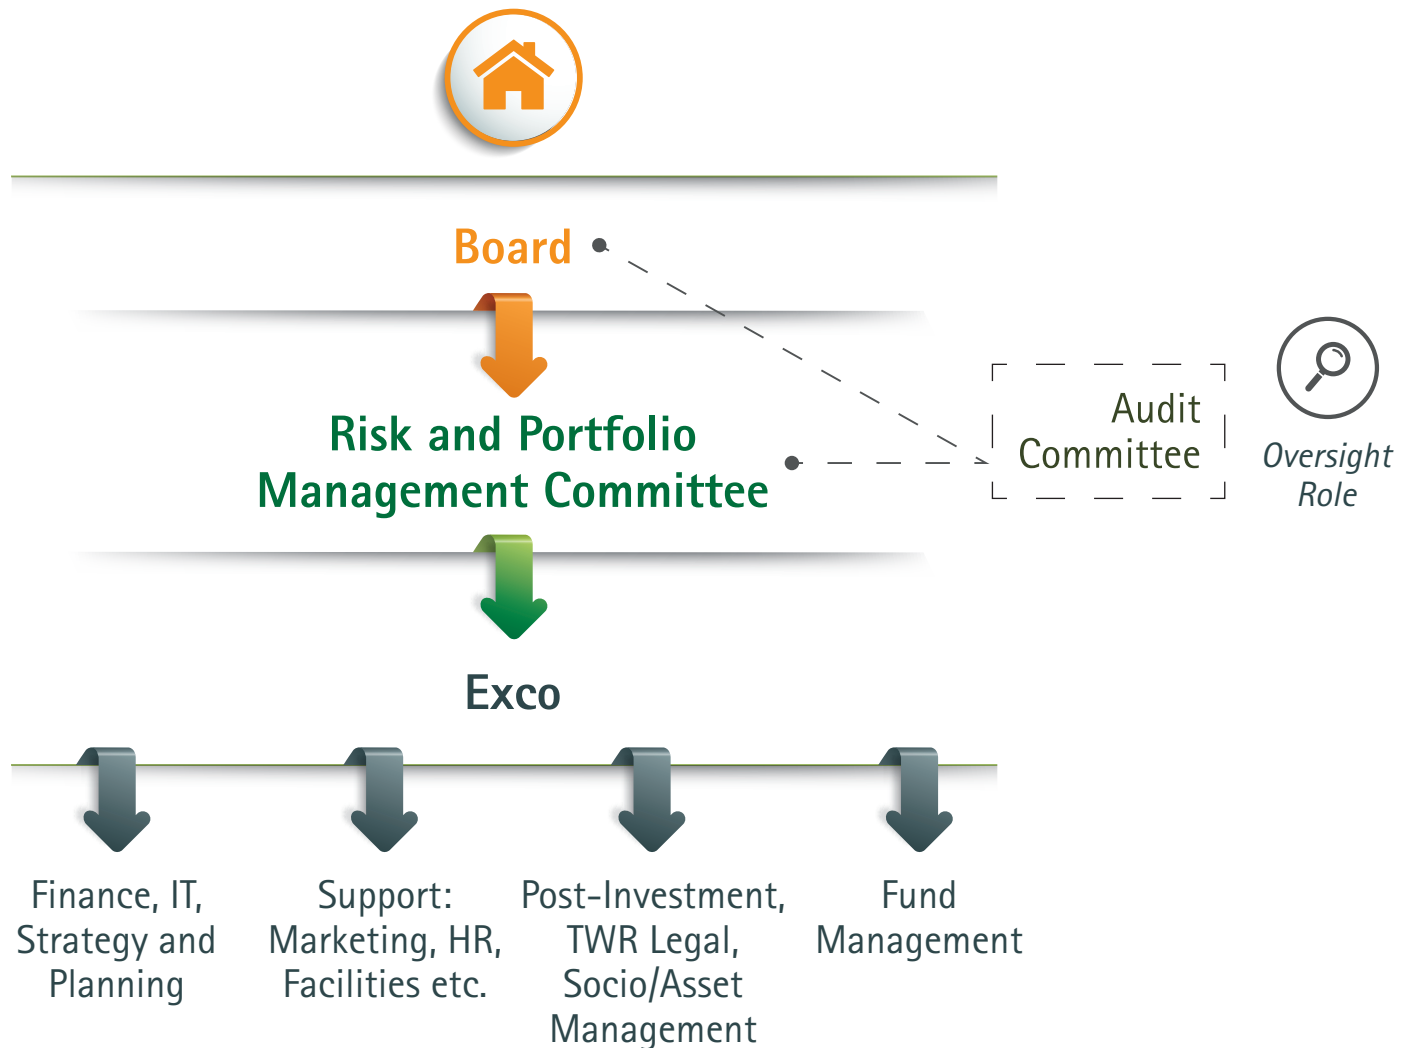 Board
Risk and Portfolio
Management Committee
Audit
Committee
Oversight
Role
Exco
Finance, IT,
Strategy and
Planning
Support:
Marketing, HR,
Facilities etc.
Post-Investment,
TWR Legal,
Socio/Asset
Management
Fund
Management